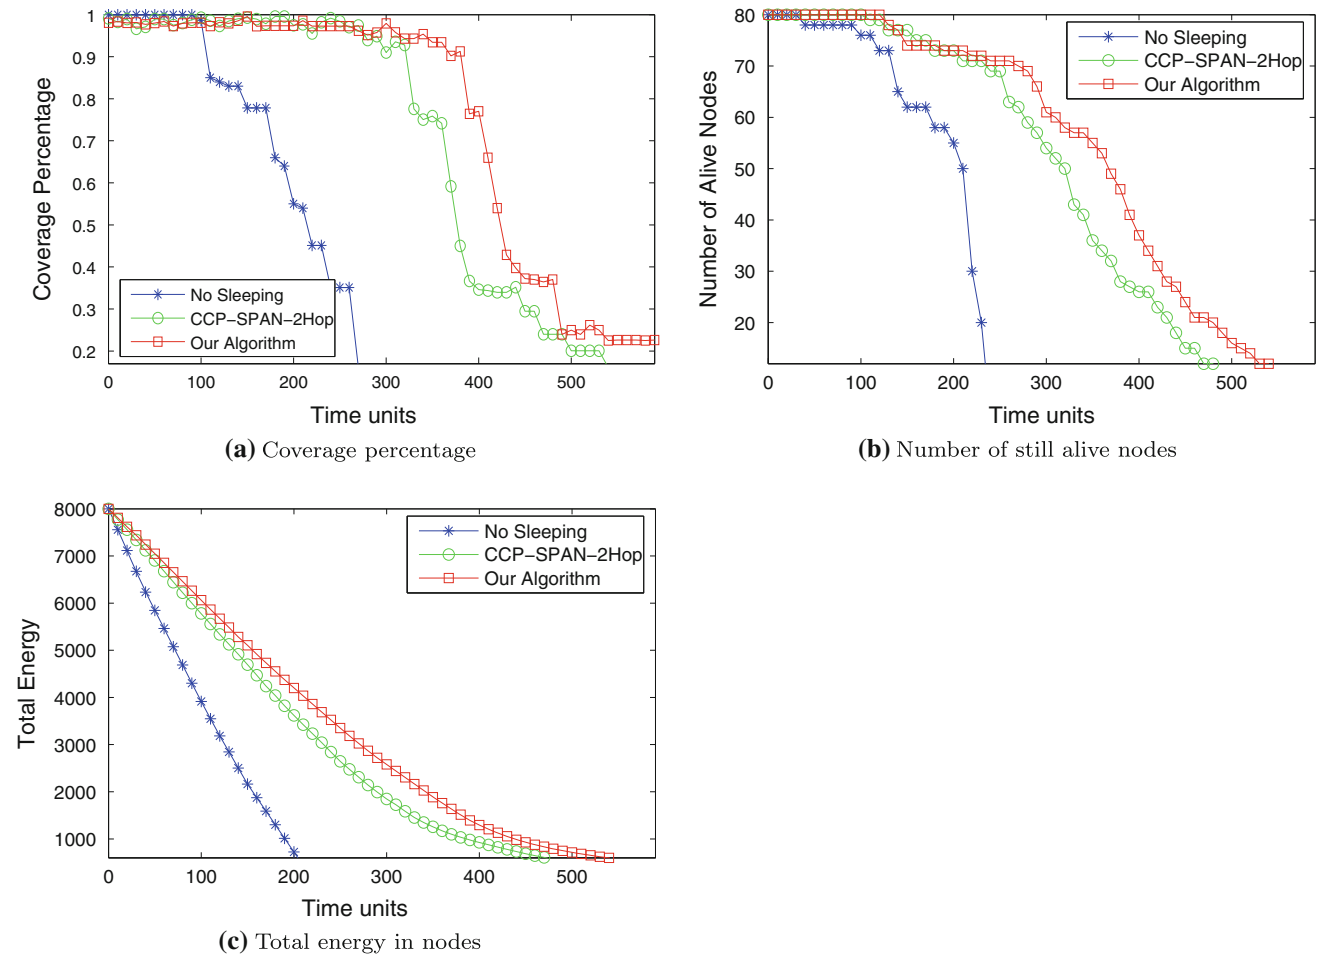 1
0.9
0.8
0.7
0.6
0.5
0.4
0.3
0.2
Coverage Percentage
No Sleeping
CCP-SPAN-2Hop
Our Algorithm
0 100 200 300 400 500
Time units
(a) Coverage percentage
80
70
60
50
40
30
20
Number of Alive Nodes
No Sleeping
CCP-SPAN-2Hop
Our Algorithm
0 100 200 300 400 500
Time units
(b) Number of still alive nodes
8000
7000
6000
5000
4000
3000
2000
1000
Total Energy
No Sleeping
CCP-SPAN-2Hop
Our Algorithm
0 100 200 300 400 500
Time units
(c) Total energy in nodes